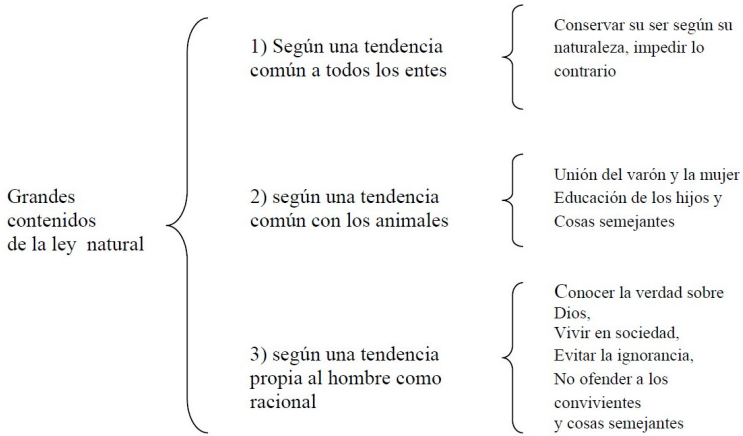 Grandes
contenidos
de la ley natural
1) Según una tendencia
común a todos los entes
Conservar su ser según su
naturaleza, impedir lo
contrario
2) según una tendencia
común con los animales
Unión del varón y la mujer
Educación de los hijos y
Cosas semejantes
3) según una tendencia
propia al hombre como
racional
Conocer la verdad sobre
Dios,
Vivir en sociedad,
Evitar la ignorancia,
No ofender a los
convivientes
y cosas semejantes